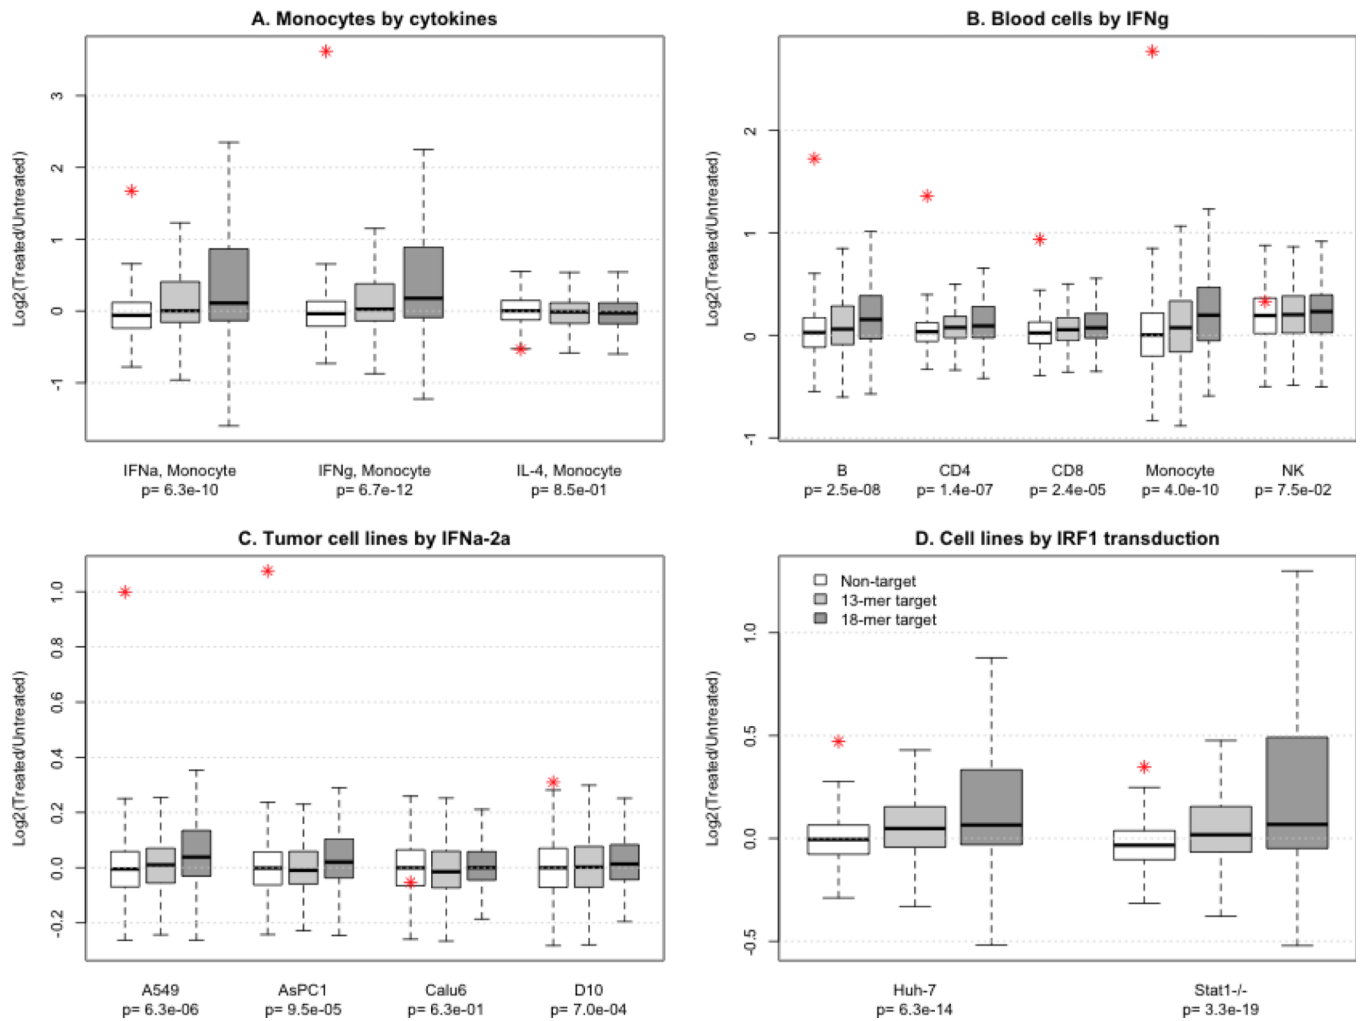 A. Monocytes by cytokines
Log2(Treated/Untreated)
3
2
1
0
-1
IFNa, Monocyte
p= 6.3e-10
IFNg, Monocyte
p= 6.7e-12
IL-4, Monocyte
p= 8.5e-01
B. Blood cells by IFNg
Log2(Treated/Untreated)
2
1
0
-1
B
p= 2.5e-08
CD4
p= 1.4e-07
CD8
p= 2.4e-05
Monocyte
p= 4.0e-10
NK
p= 7.5e-02
C. Tumor cell lines by IFNa-2a
Log2(Treated/Untreated)
1.0
0.8
0.6
0.4
0.2
0.0
-0.2
A549
p= 6.3e-06
AsPC1
p= 9.5e-05
Calu6
p= 6.3e-01
D10
p= 7.0e-04
D. Cell lines by IRF1 transduction
Non-target
13-mer target
18-mer target
Log2(Treated/Untreated)
1.0
0.5
0.0
-0.5
Huh-7
p= 6.3e-14
Stat1-/-
p= 3.3e-19